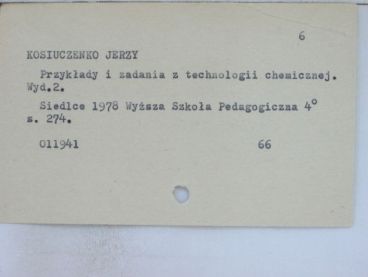 6
KOSIUCZENKO JERZY
Przykłady i zadania z technologii chemicznej.
Wyd.2.
Siedlce 1978 Wyższa Szkoła Pedagogiczna 4°
s. 274.
011941 66